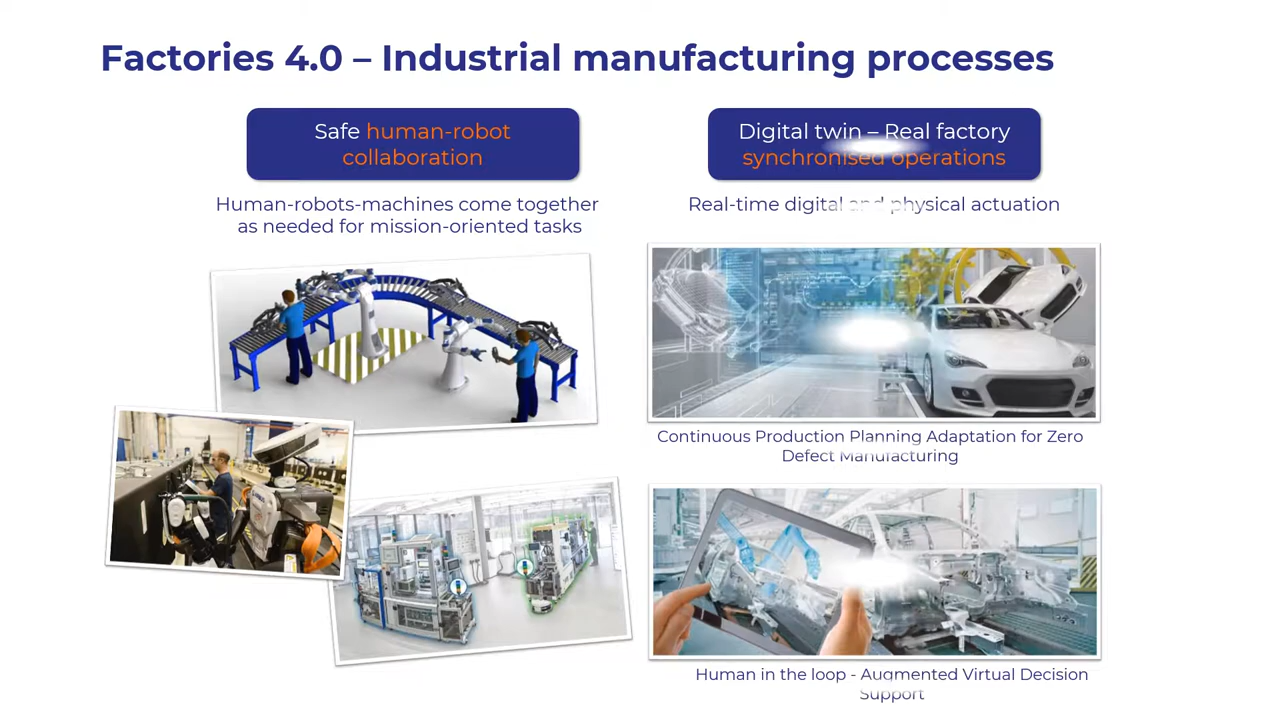 Factories 4.0 – Industrial manufacturing processes
Safe human-robot
collaboration
Human-robots-machines come together
as needed for mission-oriented tasks
Digital twin – Real factory
synchronised operations
Real-time digital and physical actuation
Continuous Production Planning Adaptation for Zero
Defect Manufacturing
Human in the loop - Augmented Virtual Decision
Support